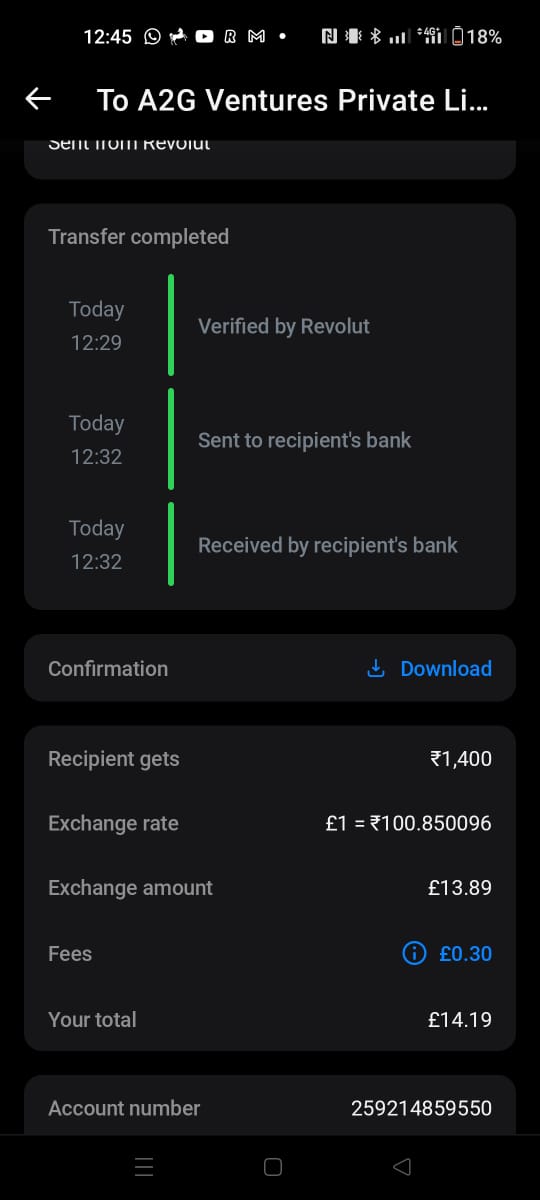 12:45
4G+
18%
To A2G Ventures Private Li...
Sent from Revolut
Transfer completed
Today
12:29
Verified by Revolut
Today
12:32
Sent to recipient's bank
Today
12:32
Received by recipient's bank
Confirmation
Download
Recipient gets
₹1,400
Exchange rate
£1 = ₹100.850096
Exchange amount
£13.89
Fees
£0.30
Your total
£14.19
Account number
259214859550